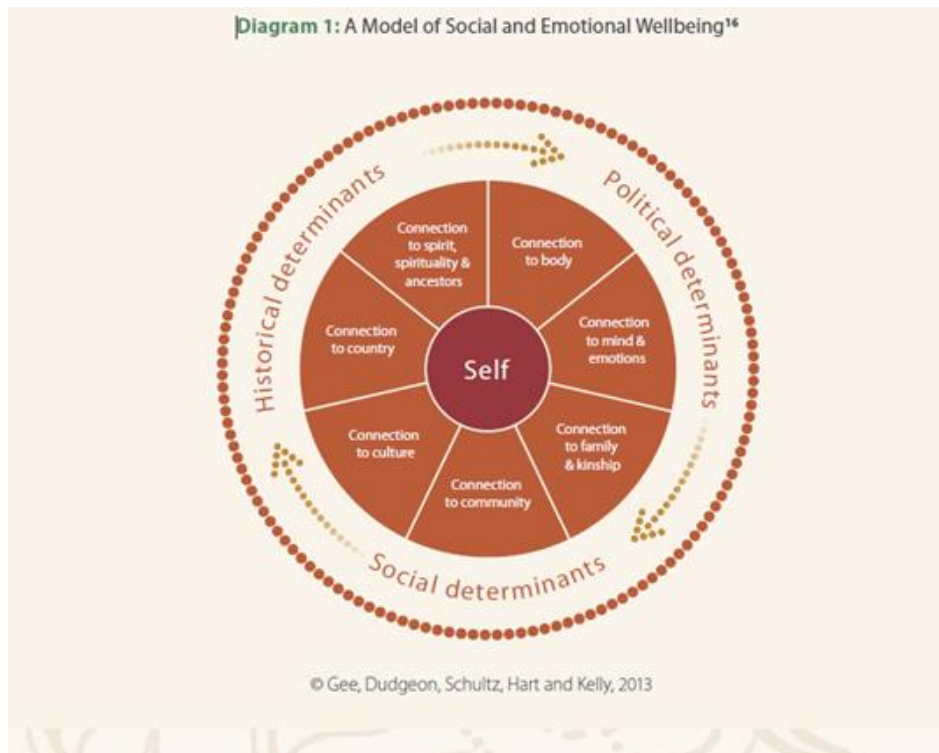 Diagram 1: A Model of Social and Emotional Wellbeing¹⁶
Historical determinants
Political determinants
Connection
to spirit,
spirituality &
ancestors
Connection
to body
Connection
to country
Self
Connection
to mind &
emotions
Connection
to culture
Connection
to family
& kinship
Connection
to community
Social determinants
© Gee, Dudgeon, Schultz, Hart and Kelly, 2013